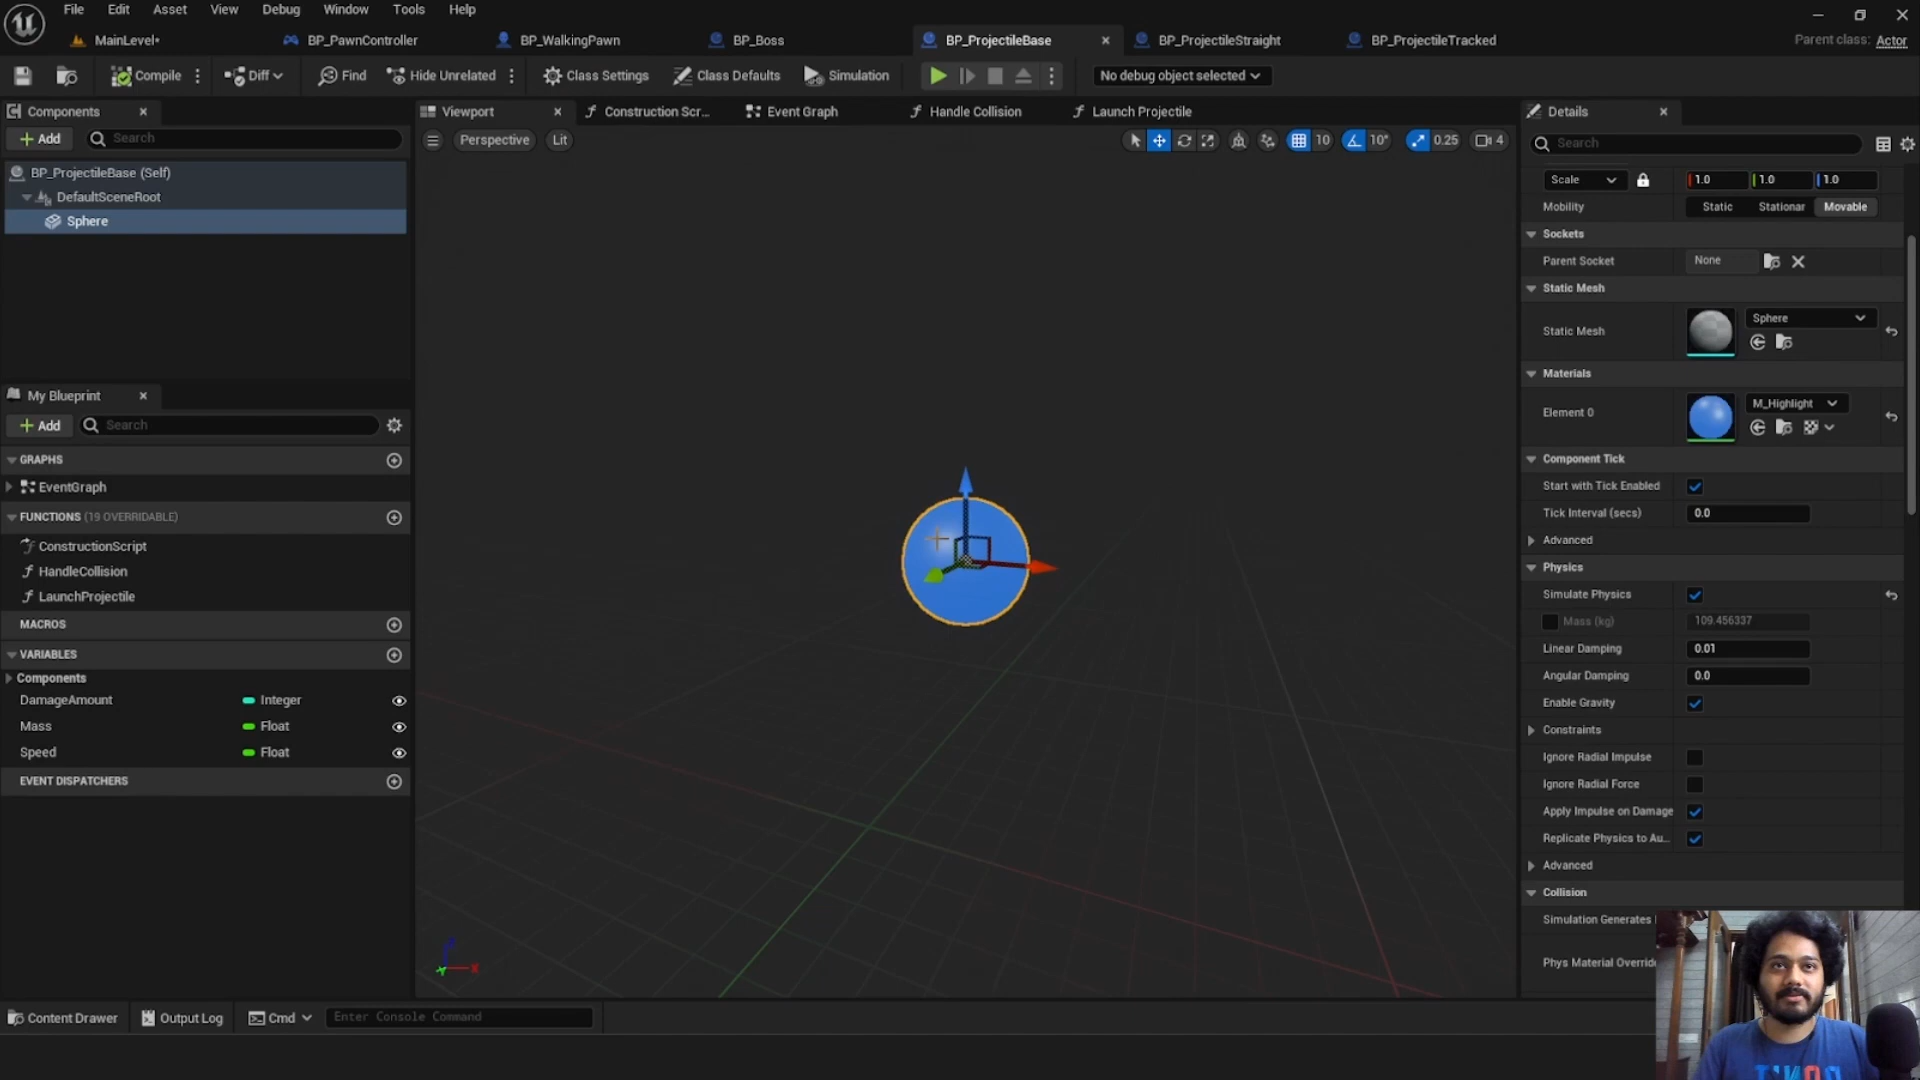 File Edit Asset View Debug Window Tools Help
MainLevel• BP_PawnController BP_WalkingPawn BP_Boss BP_ProjectileBase BP_ProjectileStraight BP_ProjectileTracked Parent class: Actor
Compile Diff Find Hide Unrelated Class Settings Class Defaults Simulation No debug object selected
Components
Add Search
BP_ProjectileBase (Self)
DefaultSceneRoot
Sphere
My Blueprint
Add Search
GRAPHS
EventGraph
FUNCTIONS (19 OVERRIDABLE)
ConstructionScript
HandleCollision
LaunchProjectile
MACROS
VARIABLES
Components
DamageAmount Integer
Mass Float
Speed Float
EVENT DISPATCHERS
Viewport Construction Scr... Event Graph Handle Collision Launch Projectile
Perspective Lit 10 10° 0.25 4
X
Details
Search
Scale 1.0 1.0 1.0
Mobility Static Stationar Movable
Sockets
Parent Socket None
Static Mesh
Static Mesh Sphere
Materials
Element 0 M_Highlight
Component Tick
Start with Tick Enabled
Tick Interval (secs) 0.0
Advanced
Physics
Simulate Physics
Mass (kg) 109.456337
Linear Damping 0.01
Angular Damping 0.0
Enable Gravity
Constraints
Ignore Radial Impulse
Ignore Radial Force
Apply Impulse on Damage
Replicate Physics to Au...
Advanced
Collision
Simulation Generates
Phys Material Overrid
Content Drawer Output Log Cmd Enter Console Command